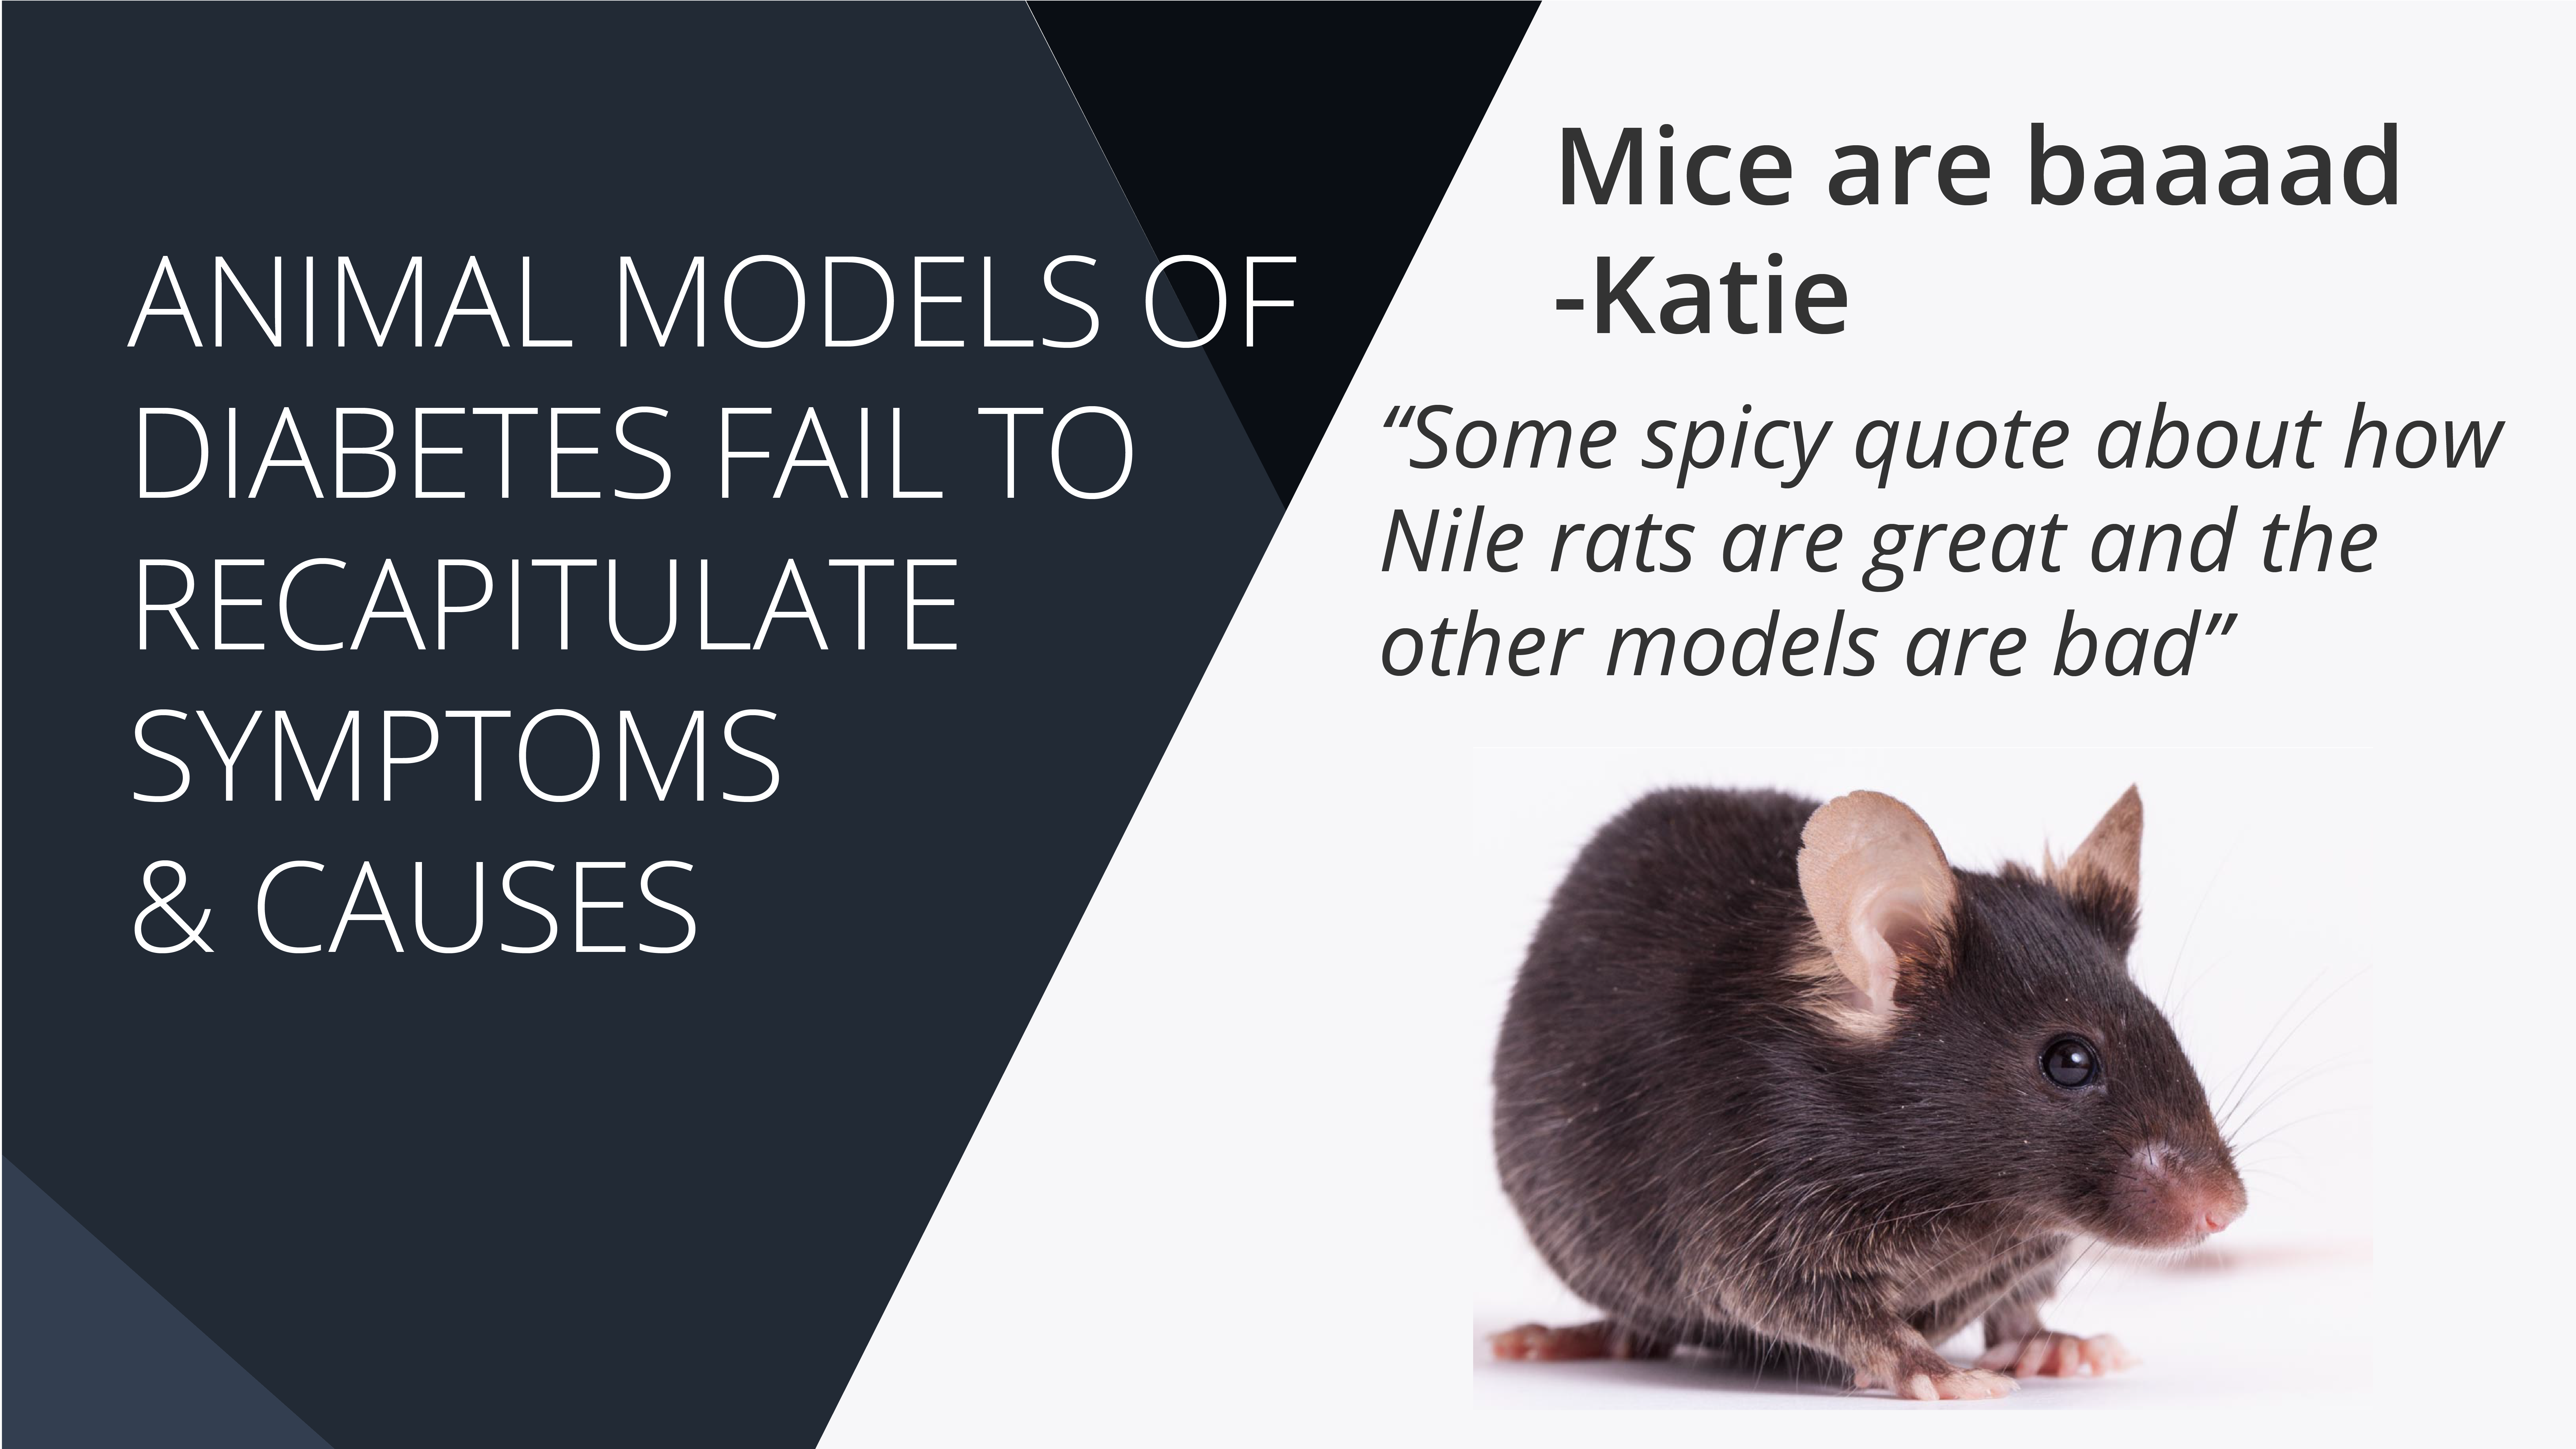 ANIMAL MODELS OF
DIABETES FAIL TO
RECAPITULATE
SYMPTOMS
& CAUSES
Mice are baaaad
-Katie
“Some spicy quote about how
Nile rats are great and the
other models are bad”